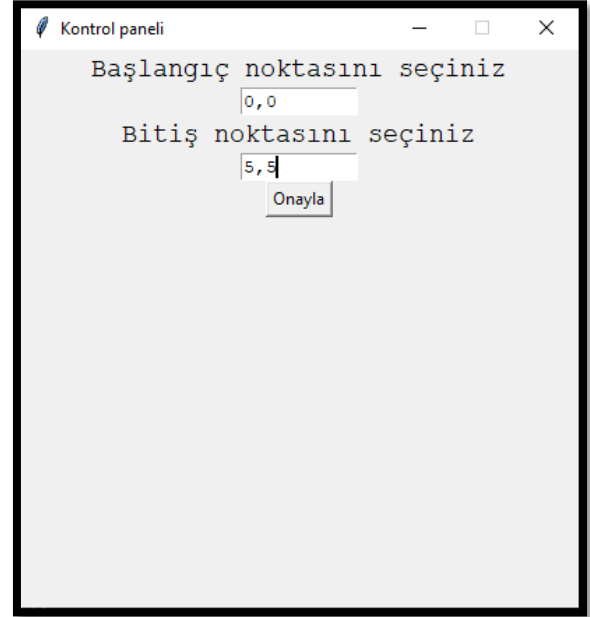 Kontrol paneli
Başlangıç noktasını seçiniz
0,0
Bitiş noktasını seçiniz
5,5
Onayla